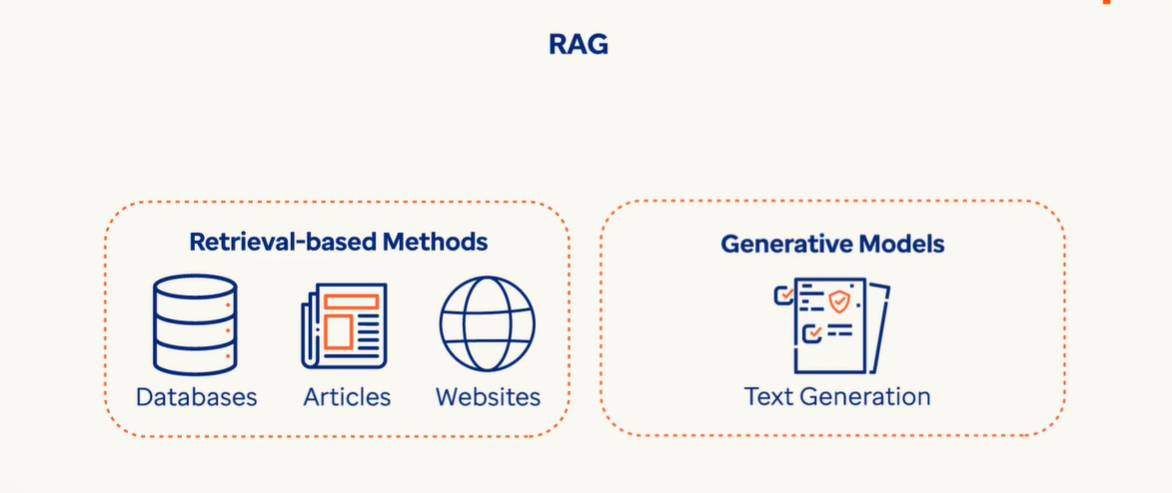 RAG
Retrieval-based Methods
Databases
Articles
Websites
Generative Models
Text Generation